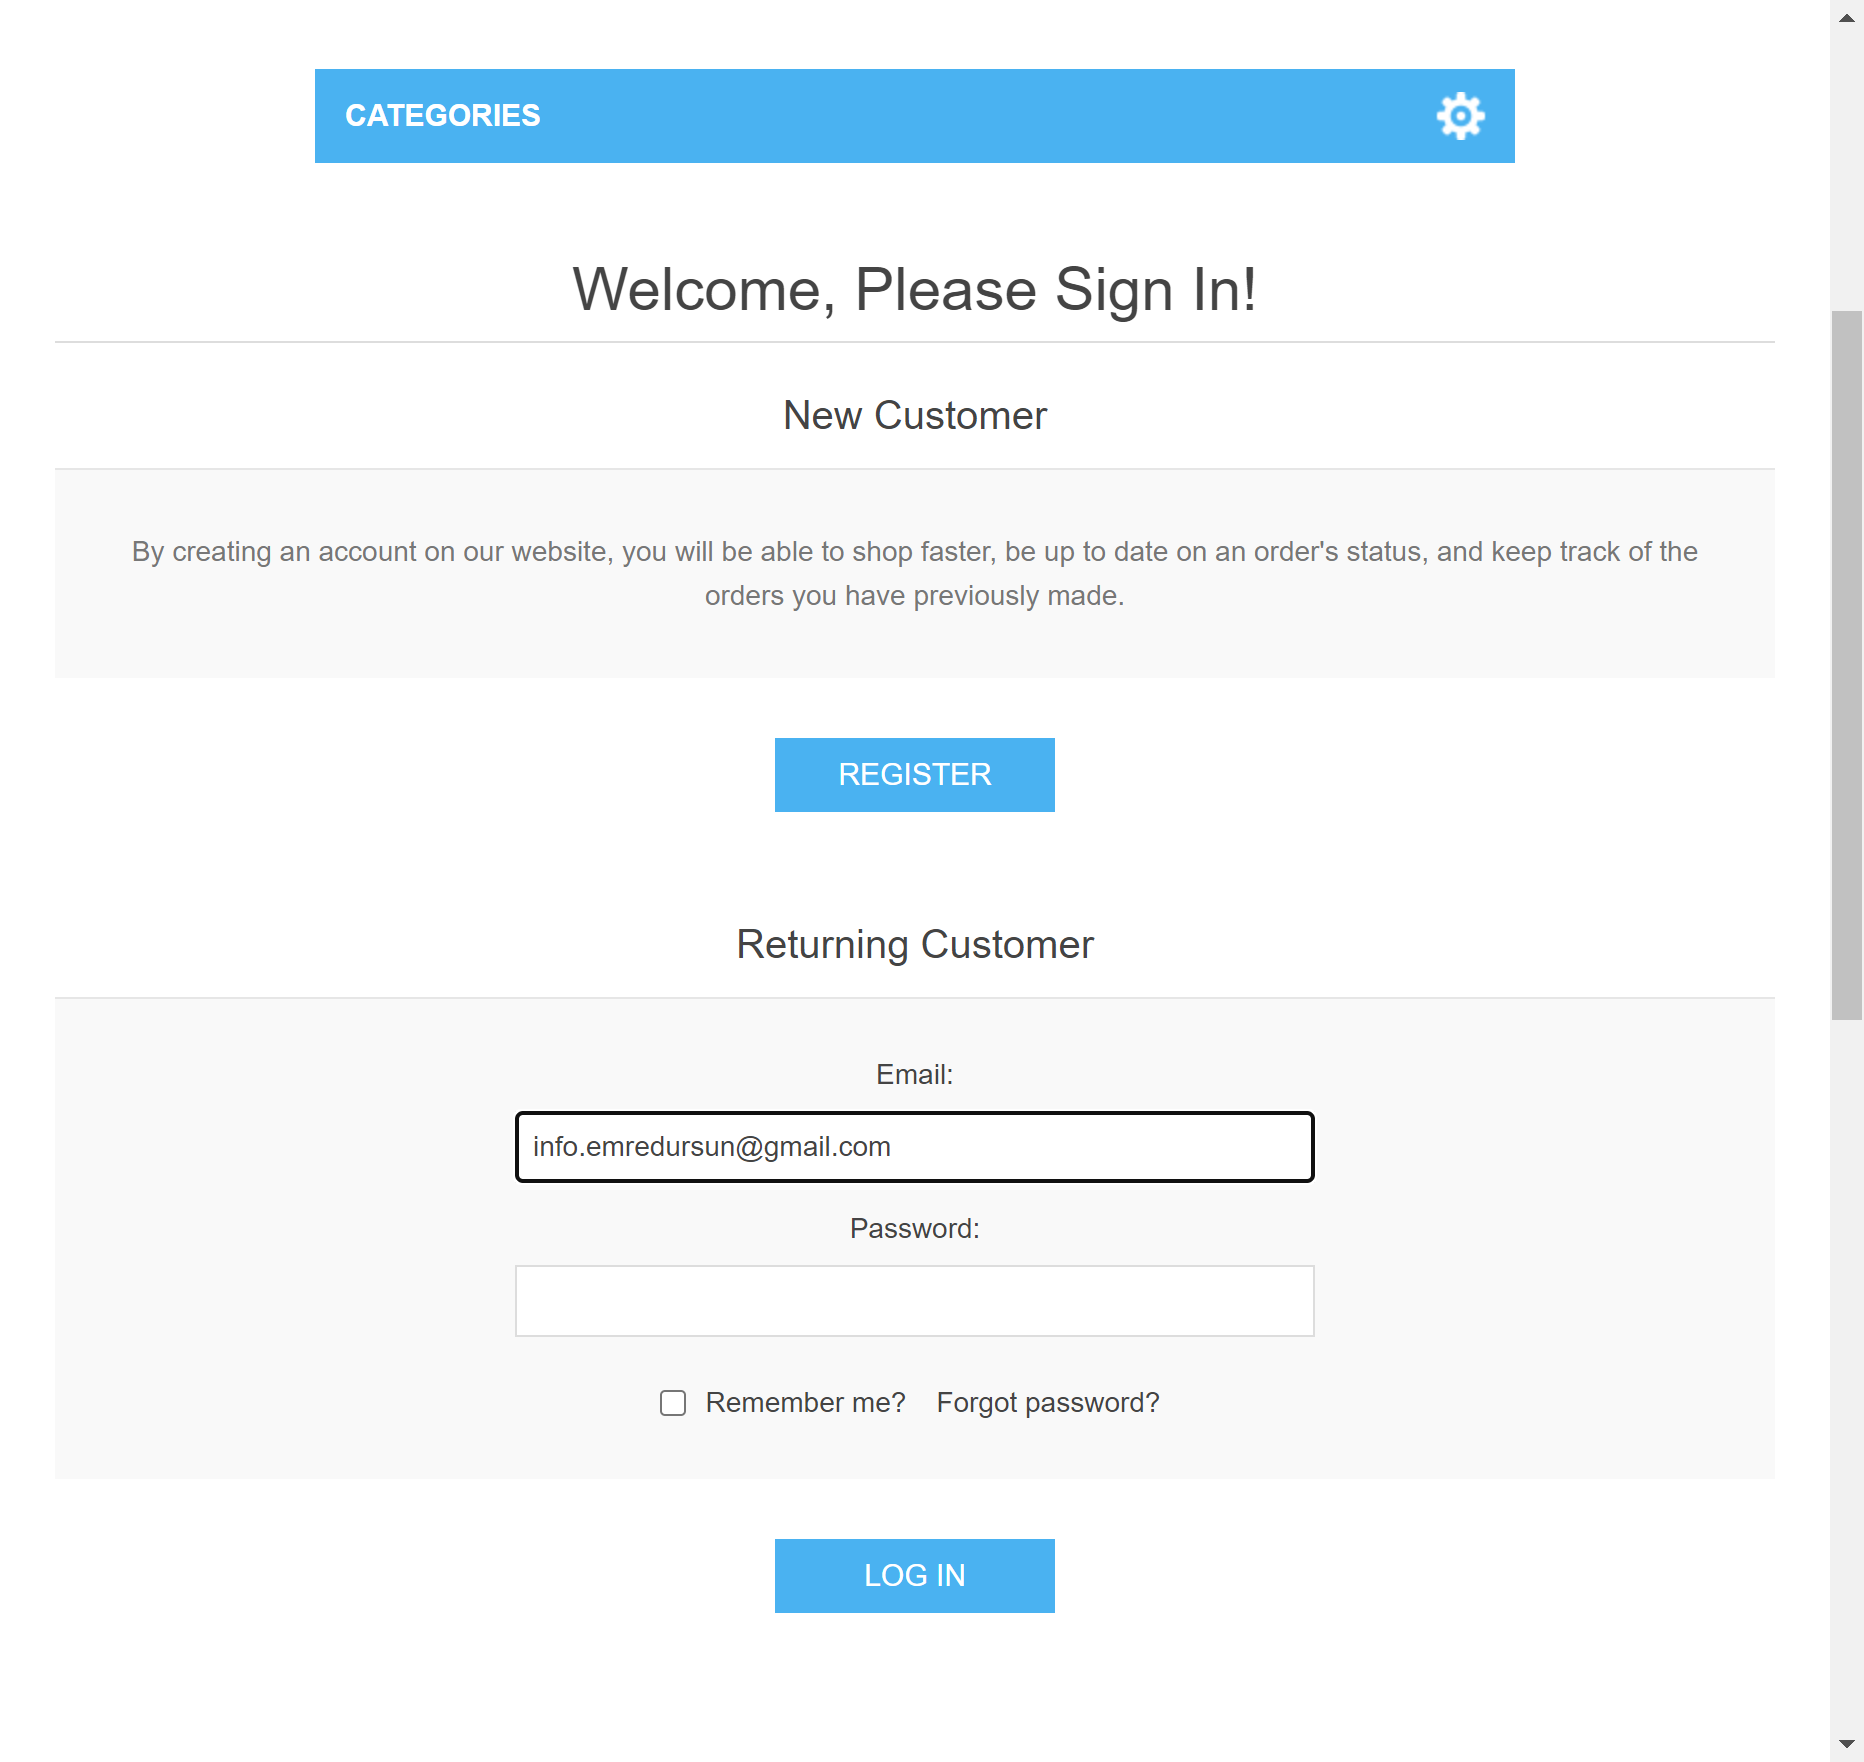 CATEGORIES
Welcome, Please Sign In!
New Customer
By creating an account on our website, you will be able to shop faster, be up to date on an order's status, and keep track of the
orders you have previously made.
REGISTER
Returning Customer
Email:
info.emredursun@gmail.com
Password:
Remember me? Forgot password?
LOG IN